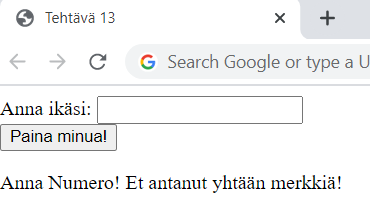 Tehtävä 13
Search Google or type a U
Anna ikäsi:
Paina minua!
Anna Numero! Et antanut yhtään merkkiä!